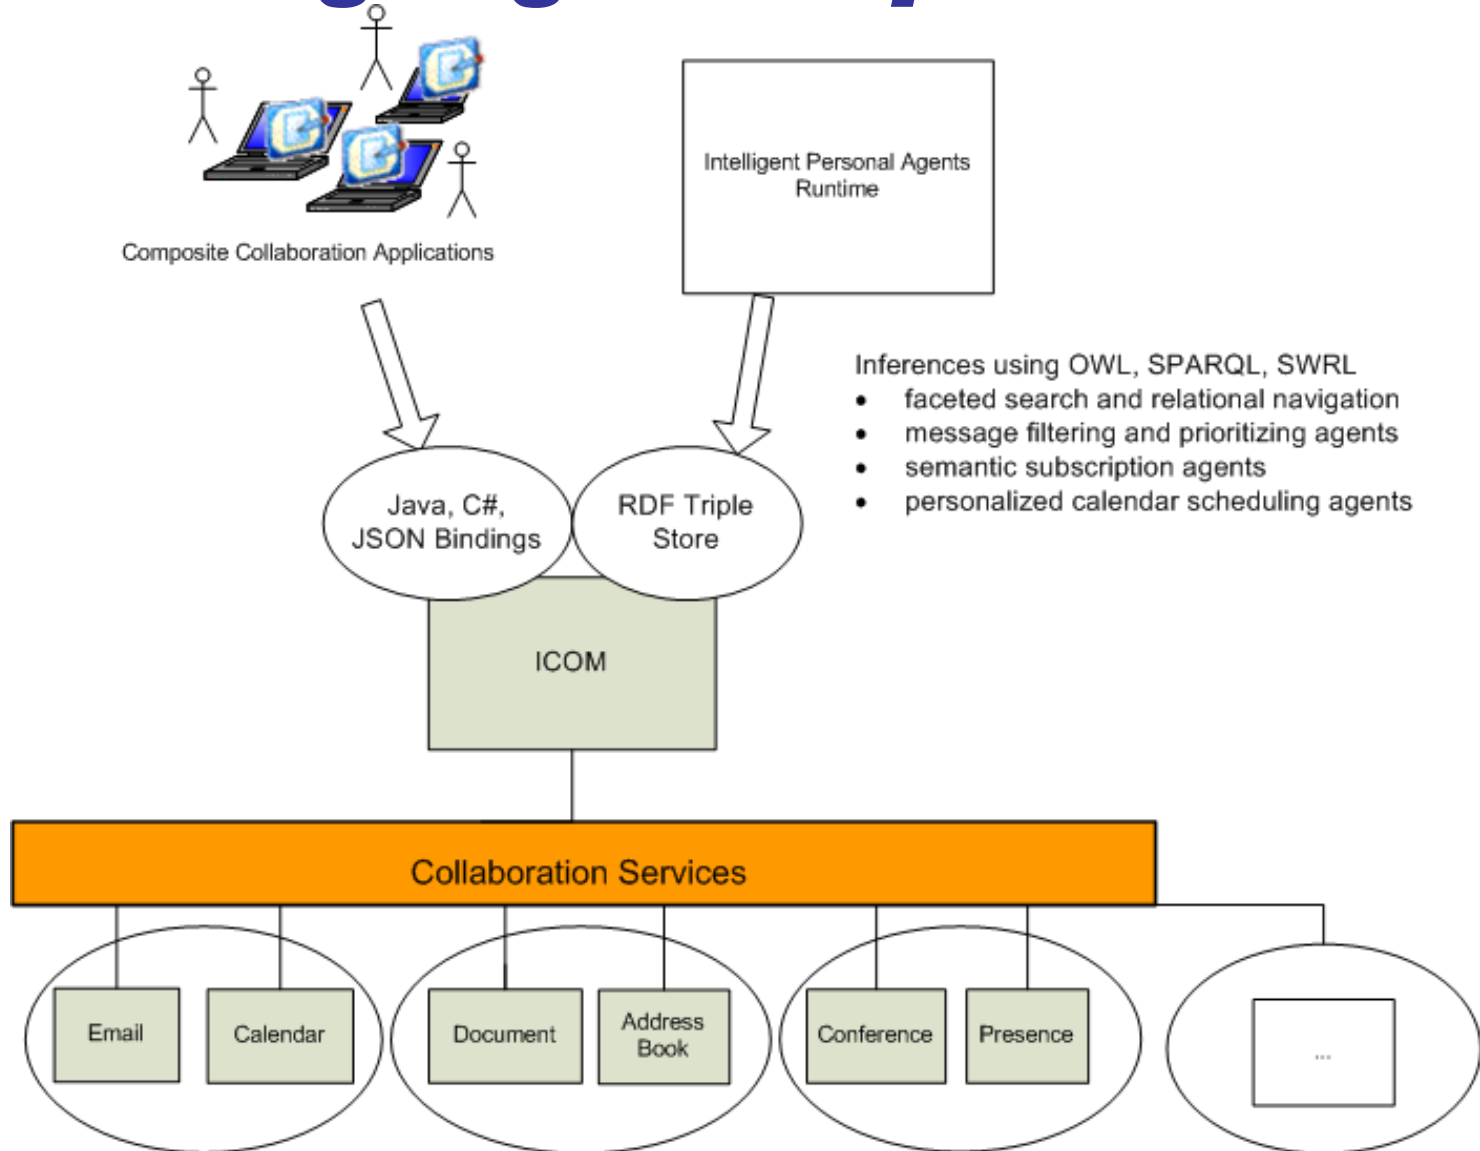 Composite Collaboration Applications
Intelligent Personal Agents
Runtime
Inferences using OWL, SPARQL, SWRL
• faceted search and relational navigation
• message filtering and prioritizing agents
• semantic subscription agents
• personalized calendar scheduling agents
Java, C#,
JSON Bindings
RDF Triple
Store
ICOM
Collaboration Services
Email
Calendar
Document
Address
Book
Conference
Presence
...